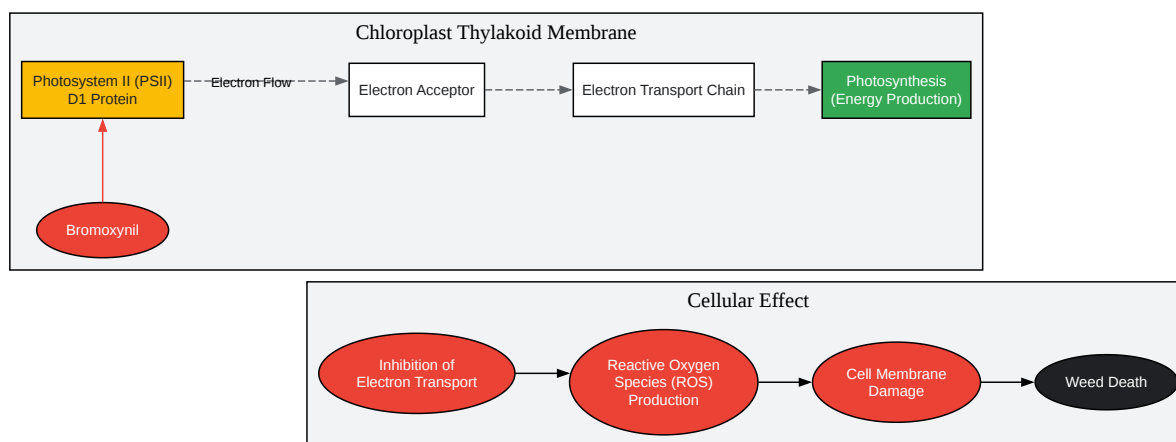 Chloroplast Thylakoid Membrane
Photosystem II (PSII)
D1 Protein
Electron Flow
Electron Acceptor
Electron Transport Chain
Photosynthesis
(Energy Production)
Bromoxynil
Cellular Effect
Inhibition of
Electron Transport
Reactive Oxygen
Species (ROS)
Production
Cell Membrane
Damage
Weed Death